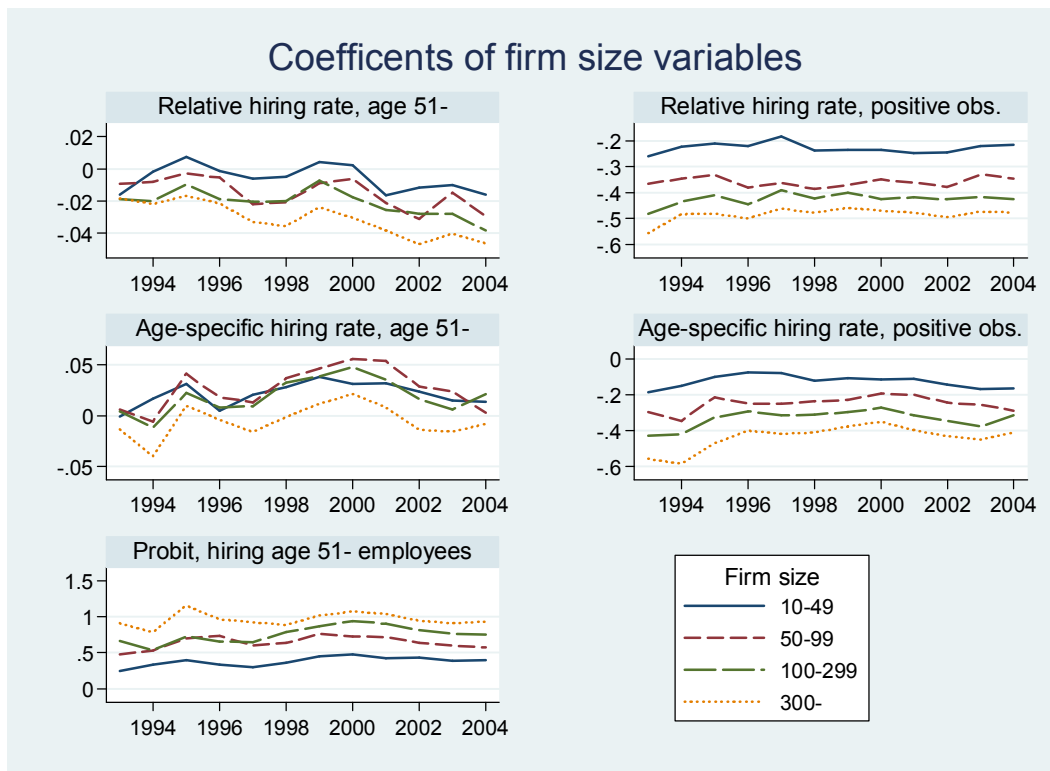 Coefficents of firm size variables
Relative hiring rate, age 51-
.02
0
-.02
-.04
1994 1996 1998 2000 2002 2004
Relative hiring rate, positive obs.
-.2
-.3
-.4
-.5
-.6
1994 1996 1998 2000 2002 2004
Age-specific hiring rate, age 51-
.05
0
-.05
1994 1996 1998 2000 2002 2004
Age-specific hiring rate, positive obs.
0
-.2
-.4
-.6
1994 1996 1998 2000 2002 2004
Probit, hiring age 51- employees
1.5
1
.5
0
1994 1996 1998 2000 2002 2004
Firm size
10-49
50-99
100-299
300-